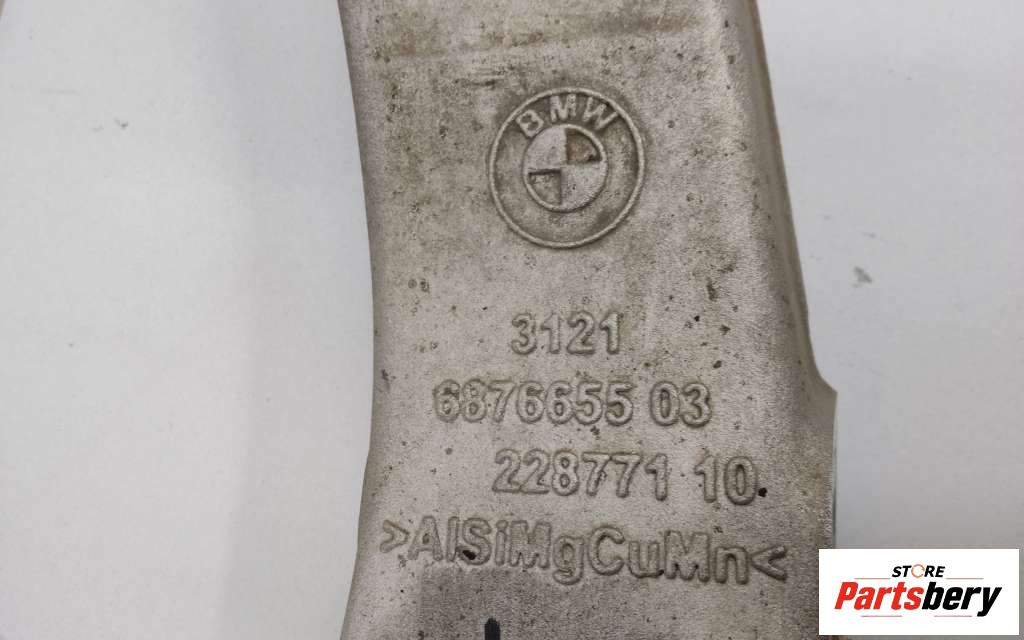 BMW
3121
6876655 03
228771 10
>AlSiMgCuMn<
STORE
Partsbery